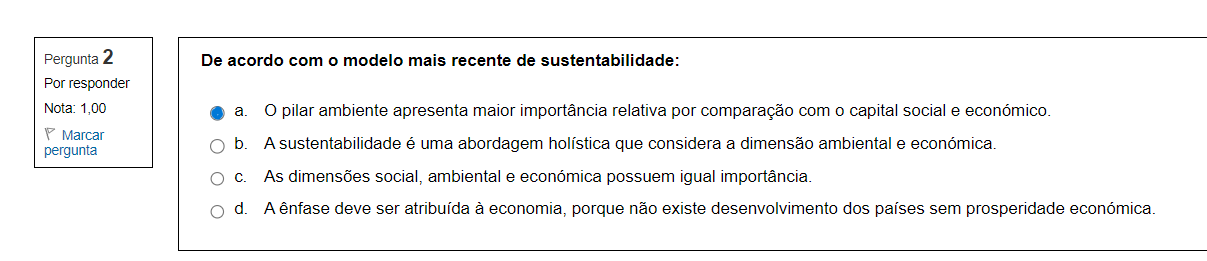 Pergunta 2
Por responder
Nota: 1,00
Marcar
pergunta
De acordo com o modelo mais recente de sustentabilidade:
a. O pilar ambiente apresenta maior importância relativa por comparação com o capital social e económico.
b. A sustentabilidade é uma abordagem holística que considera a dimensão ambiental e económica.
c. As dimensões social, ambiental e económica possuem igual importância.
d. A ênfase deve ser atribuída à economia, porque não existe desenvolvimento dos países sem prosperidade económica.